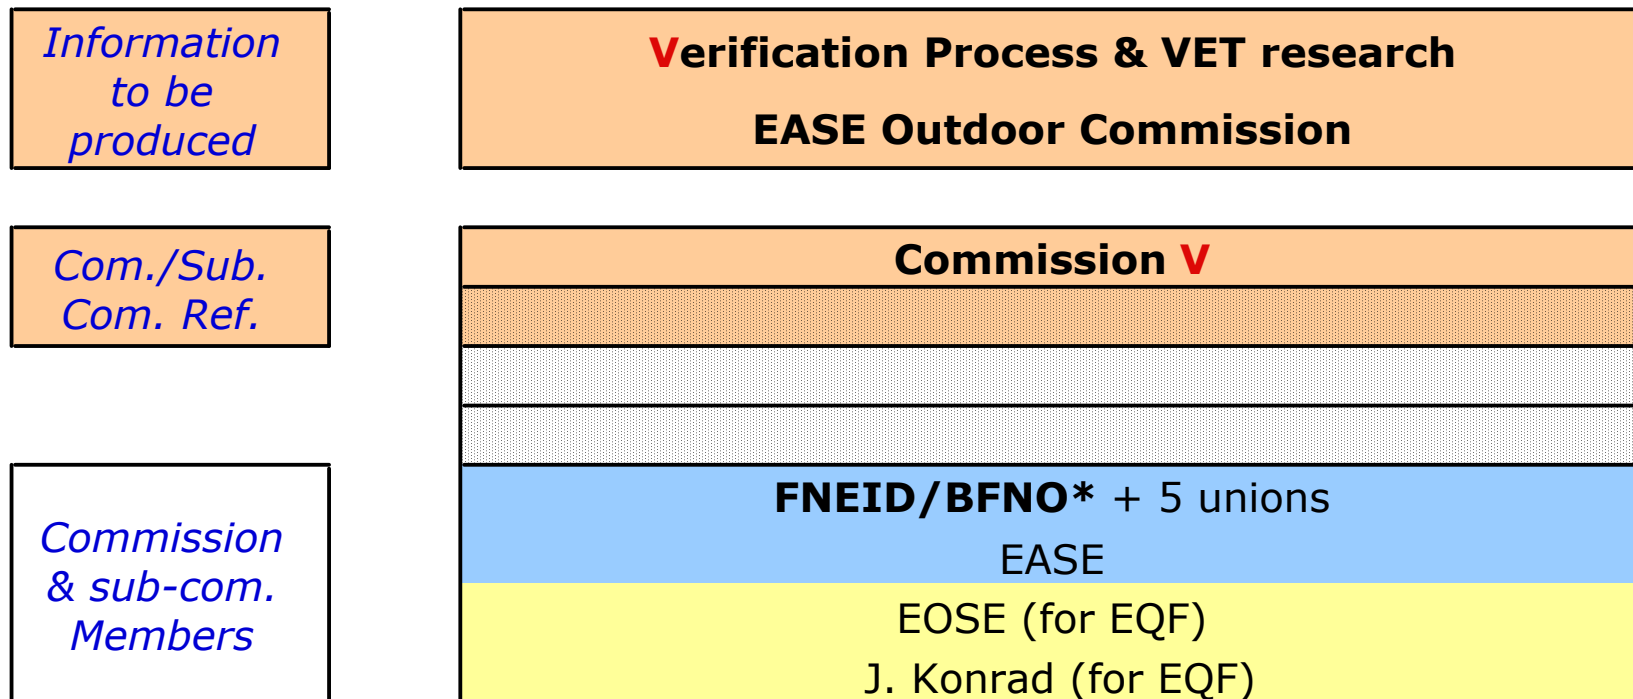 Information
to be
produced
Verification Process & VET research
EASE Outdoor Commission
Com./Sub.
Com. Ref.
Commission V
Commission
& sub-com.
Members
FNEID/BFNO* + 5 unions
EASE
EOSE (for EQF)
J. Konrad (for EQF)